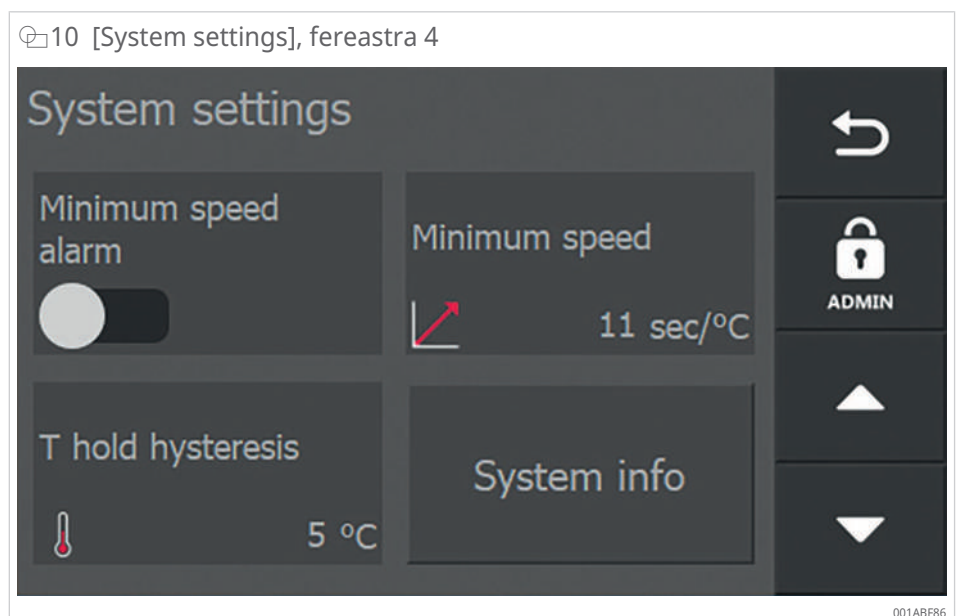 10 [System settings], fereastra 4
System settings
Minimum speed
alarm
Minimum speed
11 sec/°C
ADMIN
T hold hysteresis
5 °C
System info
001ABF86